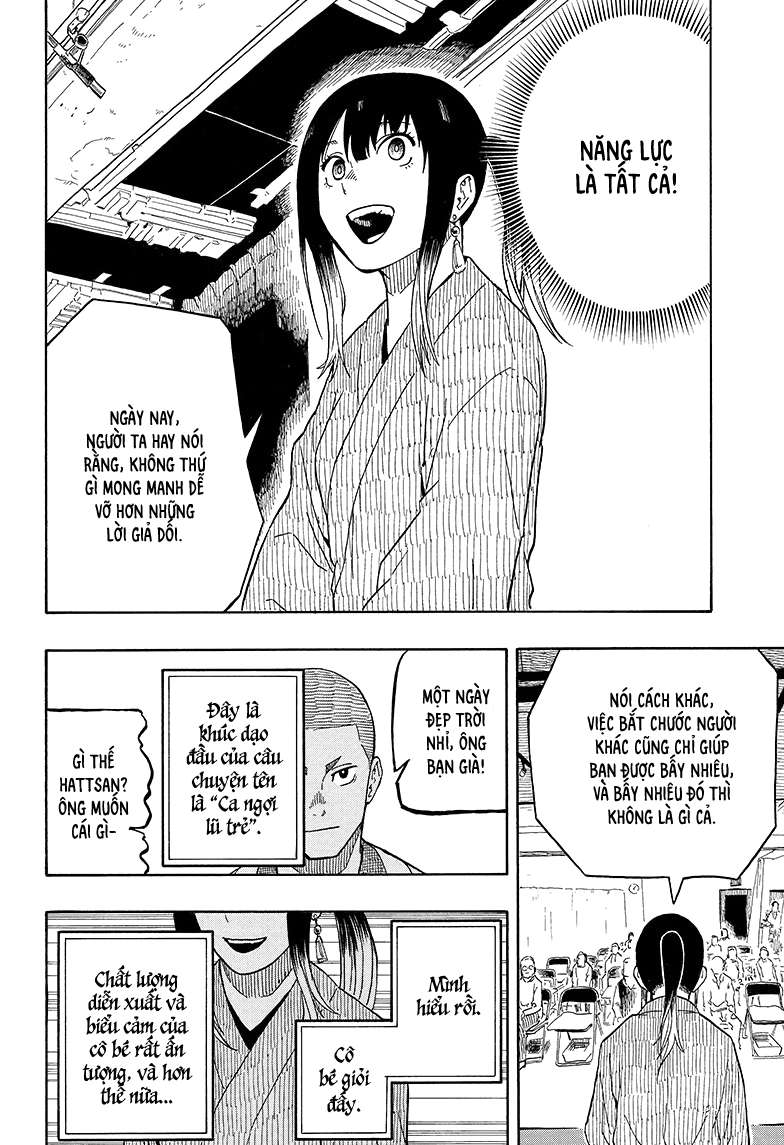 NĂNG LỰC
LÀ TẤT CẢ!
NGÀY NAY,
NGƯỜI TA HAY NÓI
RẰNG, KHÔNG THỨ
GÌ MONG MANH DỄ
VỠ HƠN NHỮNG
LỜI GIẢ DỐI.
NÓI CÁCH KHÁC,
VIỆC BẮT CHƯỚC NGƯỜI
KHÁC CŨNG CHỈ GIÚP
BẠN ĐƯỢC BẤY NHIÊU,
VÀ BẤY NHIÊU ĐÓ THÌ
KHÔNG LÀ GÌ CẢ.
MỘT NGÀY
ĐẸP TRỜI
NHỈ, ÔNG
BẠN GIÀ!
Đây là
khúc dạo
đầu của câu
chuyện tên
là “Ca ngợi
lũ trẻ”.
GÌ THẾ
HATTSAN?
ÔNG MUỐN
CÁI GÌ-
Mình
hiểu rồi.
Cô
bé giỏi
đấy.
Chất lượng
diễn xuất và
biểu cảm của
cô bé rất ấn
tượng, và hơn
thế nữa...